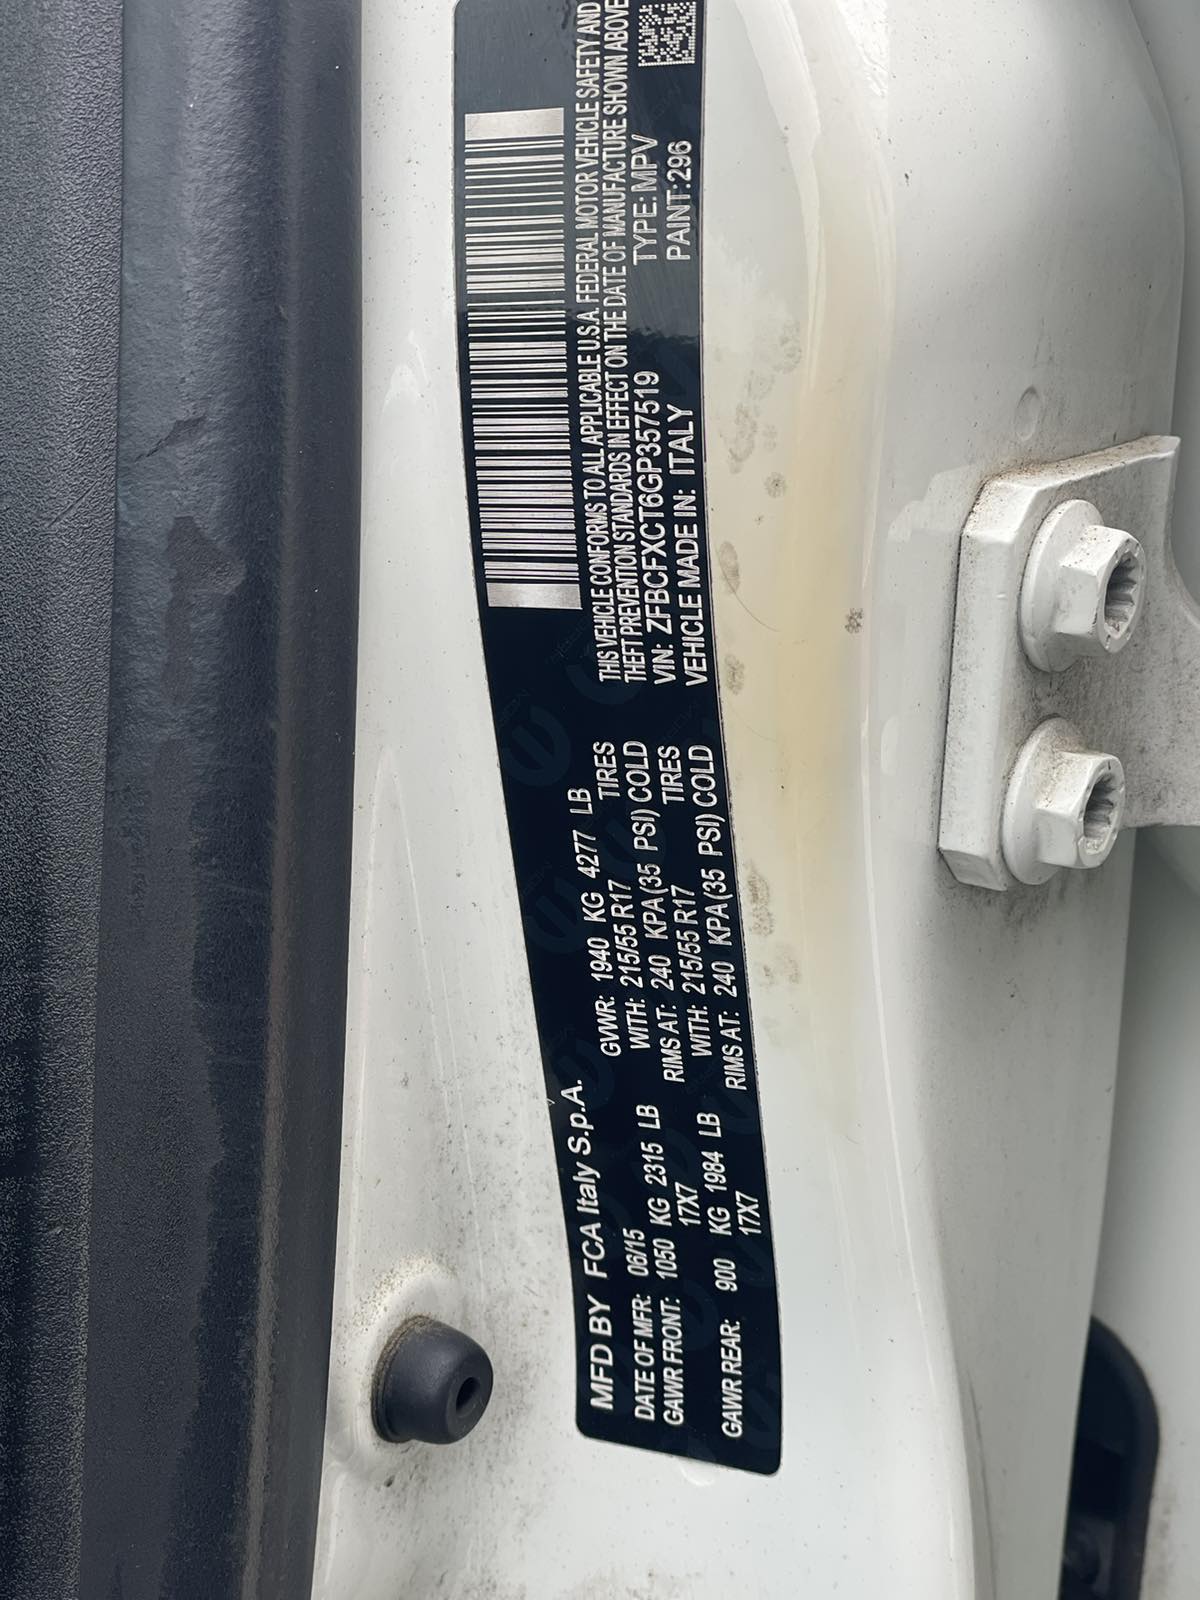 MFD BY FCA Italy S.p.A.
DATE OF MFR: 06/15
GVWR: 1940 KG 4277 LB
GAWR FRONT: 1050 KG 2315 LB
WITH: 215/55 R17 TIRES
17X7 RIMS AT: 240 KPA(35 PSI) COLD
GAWR REAR: 900 KG 1984 LB
WITH: 215/55 R17 TIRES
17X7 RIMS AT: 240 KPA(35 PSI) COLD
THIS VEHICLE CONFORMS TO ALL APPLICABLE U.S.A. FEDERAL MOTOR VEHICLE SAFETY AND
THEFT PREVENTION STANDARDS IN EFFECT ON THE DATE OF MANUFACTURE SHOWN ABOVE
VIN: ZFBCFXCT6GP357519 TYPE: MPV
VEHICLE MADE IN: ITALY PAINT:296